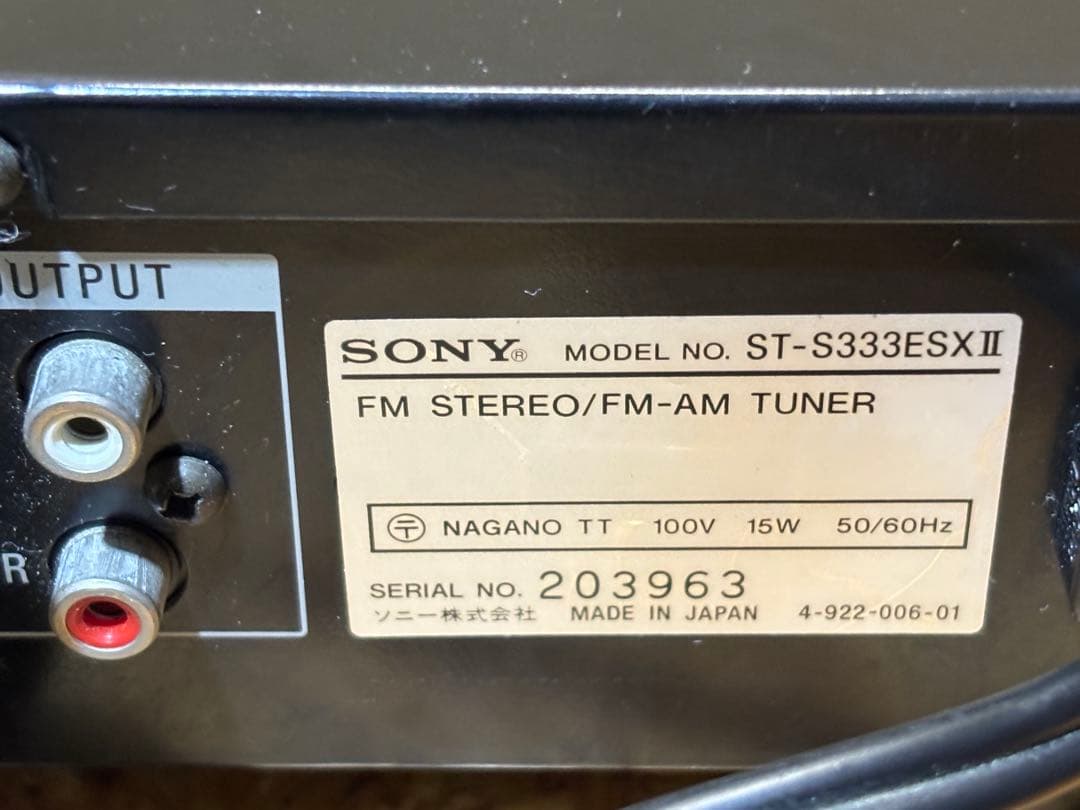 OUTPUT
R
SONY® MODEL NO. ST-S333ESXII
FM STEREO/FM-AM TUNER
〒 NAGANO TT 100V 15W 50/60Hz
SERIAL NO. 203963
ソニー株式会社 MADE IN JAPAN 4-922-006-01